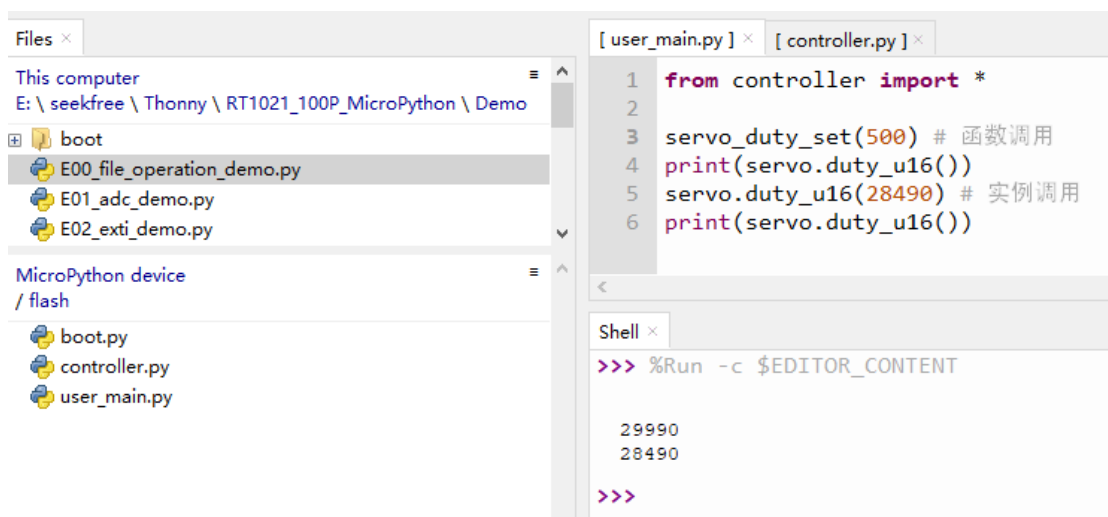 Files ×
This computer
E: \ seekfree \ Thonny \ RT1021_100P_MicroPython \ Demo
boot
E00_file_operation_demo.py
E01_adc_demo.py
E02_exti_demo.py
MicroPython device
/ flash
boot.py
controller.py
user_main.py
[ user_main.py ] × [ controller.py ] ×
1 from controller import *
2
3 servo_duty_set(500) # 函数调用
4 print(servo.duty_u16())
5 servo.duty_u16(28490) # 实例调用
6 print(servo.duty_u16())
Shell ×
>>> %Run -c $EDITOR_CONTENT
29990
28490
>>>